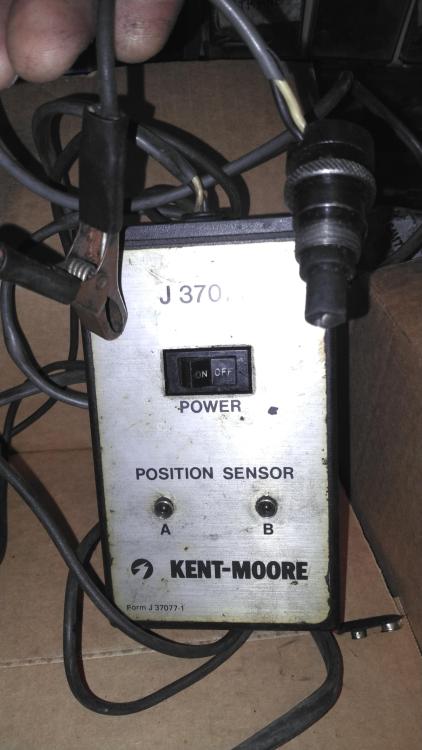 J 370
ON OFF
POWER
POSITION SENSOR
A B
KENT-MOORE
Form J 37077-1